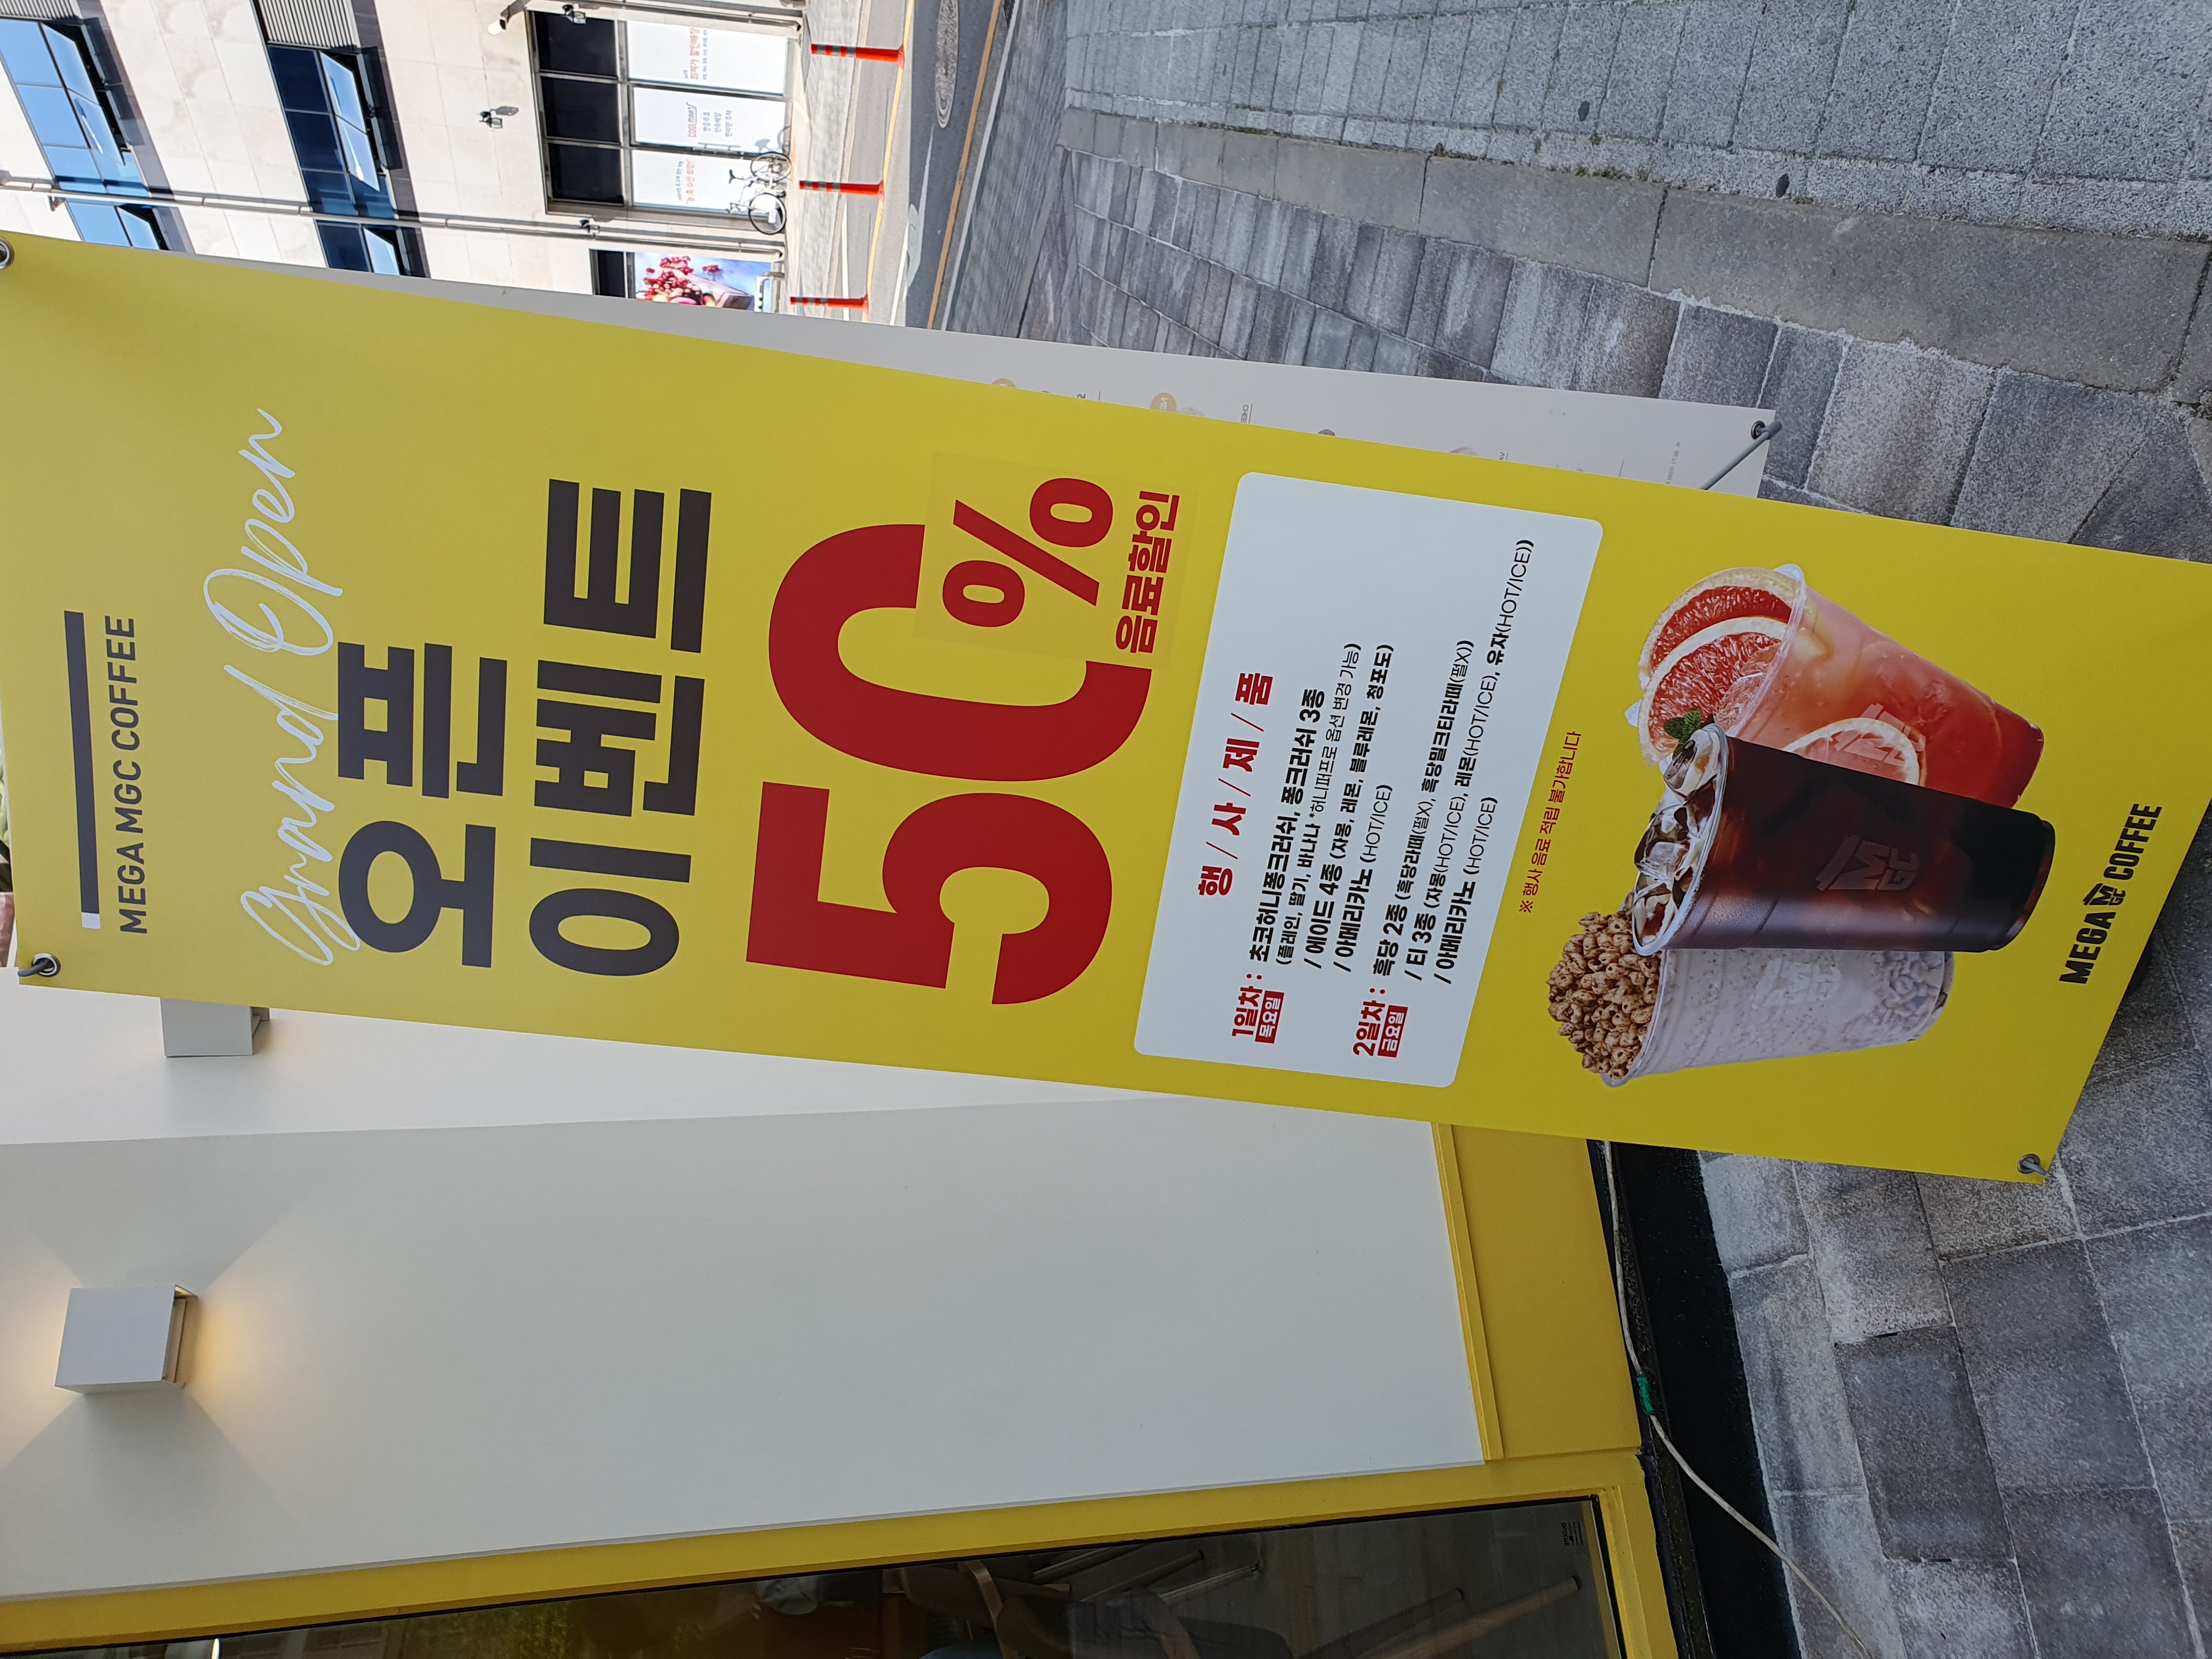 MEGA MGC COFFEE
Grand Open
오픈
이벤트
50%
음료할인
행/사/제/품
1일차 : 초코허니퐁크러쉬, 퐁크러쉬 3종
목요일 (플레인, 딸기, 바나나 *허니퍼프로 옵션 변경 가능)
/ 에이드 4종 (자몽, 레몬, 블루레몬, 청포도)
/ 아메리카노 (HOT/ICE)
2일차 : 흑당 2종 (흑당라떼(펄X), 흑당밀크티라떼(펄X))
금요일 / 티 3종 (자몽(HOT/ICE), 레몬(HOT/ICE), 유자(HOT/ICE))
/ 아메리카노 (HOT/ICE)
※ 행사 음료 적립 불가합니다
M
GC
MEGA MGC COFFEE